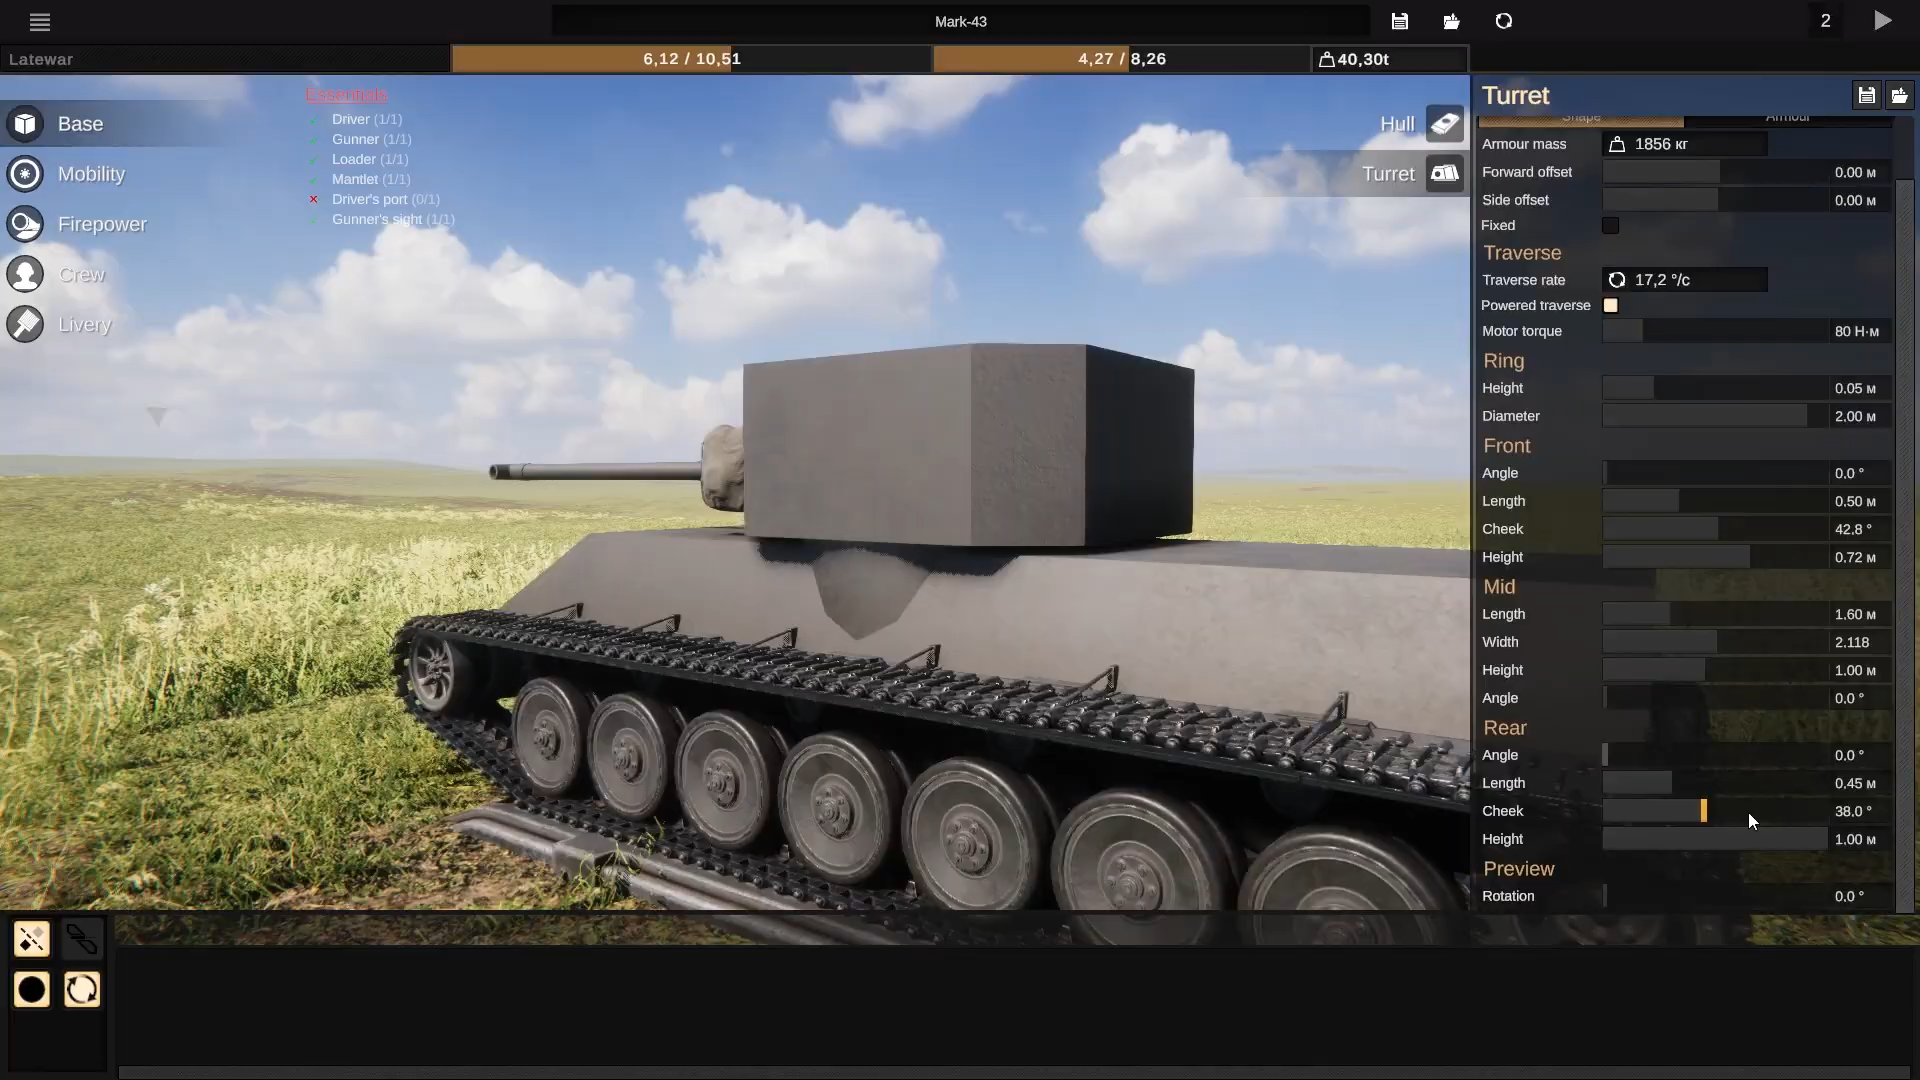 Mark-43
2
Latewar
6,12 / 10,51
4,27 / 8,26
40,30t
Essentials
Driver (1/1)
Gunner (1/1)
Loader (1/1)
Mantlet (1/1)
Driver's port (0/1)
Gunner's sight (1/1)
Base
Mobility
Firepower
Crew
Livery
Hull
Turret
Turret
Shape
Armour
Armour mass 1856 кг
Forward offset 0.00 м
Side offset 0.00 м
Fixed
Traverse
Traverse rate 17,2 °/с
Powered traverse
Motor torque 80 Н·м
Ring
Height 0.05 м
Diameter 2.00 м
Front
Angle 0.0 °
Length 0.50 м
Cheek 42.8 °
Height 0.72 м
Mid
Length 1.60 м
Width 2.118
Height 1.00 м
Angle 0.0 °
Rear
Angle 0.0 °
Length 0.45 м
Cheek 38.0 °
Height 1.00 м
Preview
Rotation 0.0 °